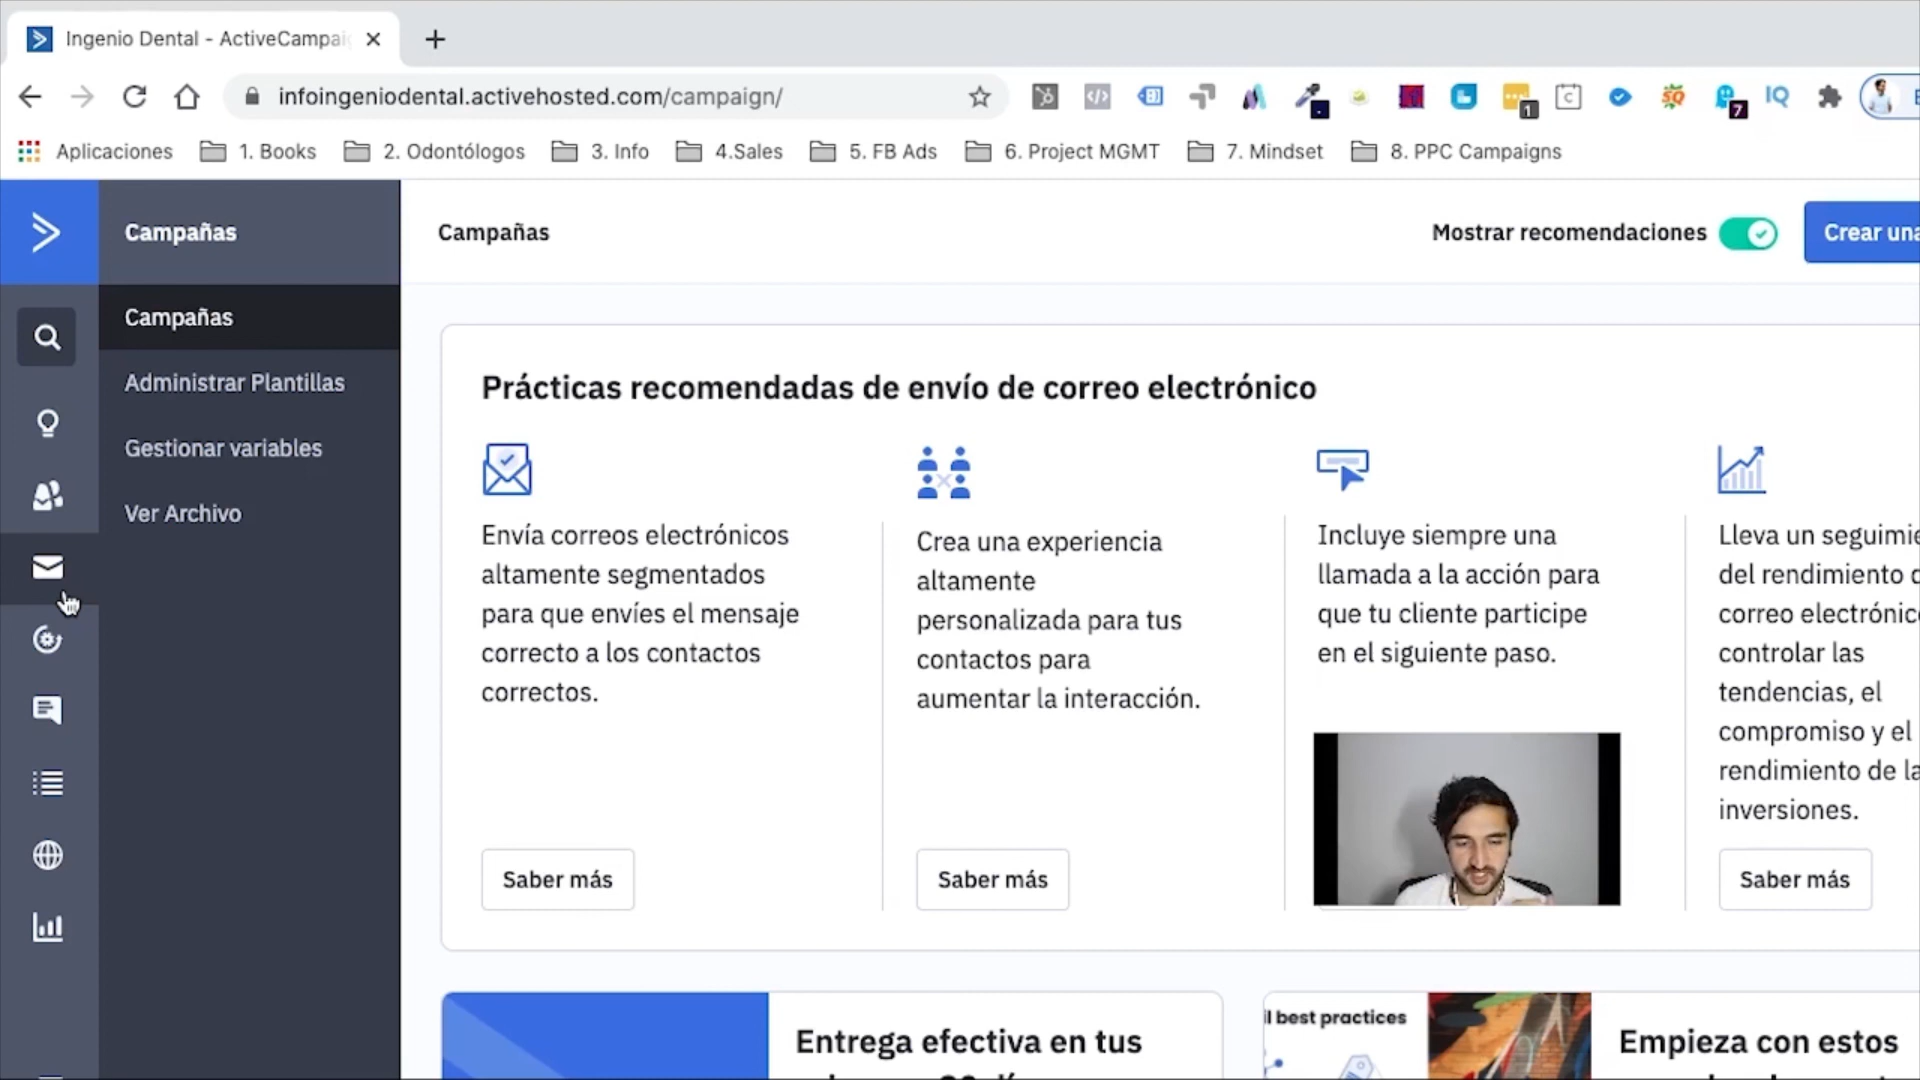 Ingenio Dental - ActiveCampai
infoingeniodental.activehosted.com/campaign/
1
7
Aplicaciones
1. Books
2. Odontólogos
3. Info
4.Sales
5. FB Ads
6. Project MGMT
7. Mindset
8. PPC Campaigns
Campañas
Campañas
Administrar Plantillas
Gestionar variables
Ver Archivo
Campañas
Mostrar recomendaciones
Crear una
Prácticas recomendadas de envío de correo electrónico
Envía correos electrónicos
altamente segmentados
para que envíes el mensaje
correcto a los contactos
correctos.
Saber más
Crea una experiencia
altamente
personalizada para tus
contactos para
aumentar la interacción.
Saber más
Incluye siempre una
llamada a la acción para
que tu cliente participe
en el siguiente paso.
Lleva un seguimie
del rendimiento d
correo electrónico
controlar las
tendencias, el
compromiso y el
rendimiento de la
inversiones.
Saber más
Entrega efectiva en tus
il best practices
Empieza con estos